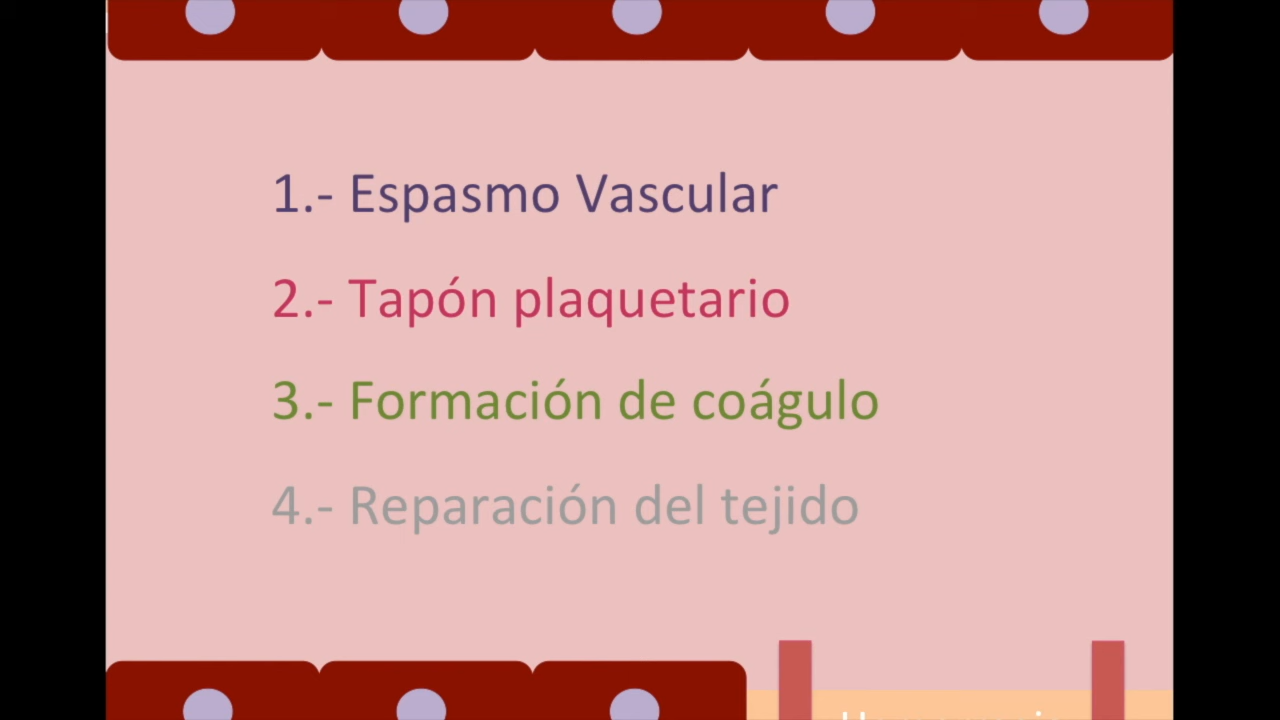 1.- Espasmo Vascular
2.- Tapón plaquetario
3.- Formación de coágulo
4.- Reparación del tejido